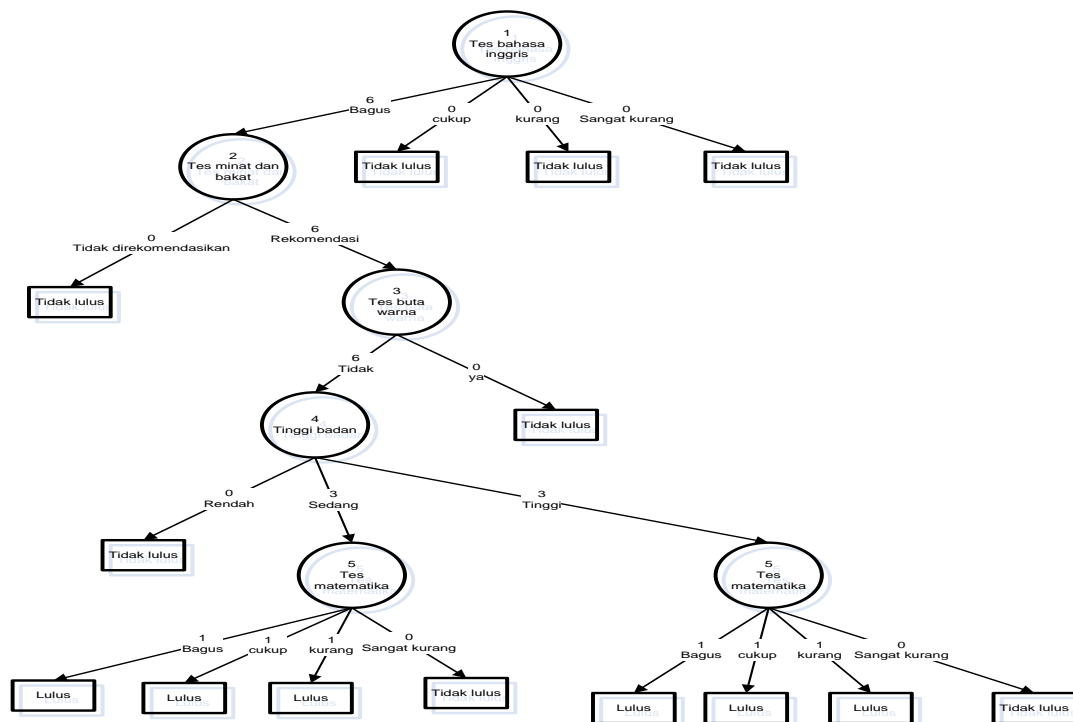 1
Tes bahasa
inggris
6
Bagus
0
cukup
0
kurang
0
Sangat kurang
2
Tes minat dan
bakat
Tidak lulus
Tidak lulus
Tidak lulus
0
Tidak direkomendasikan
6
Rekomendasi
Tidak lulus
3
Tes buta
warna
6
Tidak
0
ya
4
Tinggi badan
Tidak lulus
0
Rendah
3
Sedang
3
Tinggi
Tidak lulus
5
Tes
matematika
5
Tes
matematika
1
Bagus
1
cukup
1
kurang
0
Sangat kurang
1
Bagus
1
cukup
1
kurang
0
Sangat kurang
Lulus
Lulus
Lulus
Tidak lulus
Lulus
Lulus
Lulus
Tidak lulus